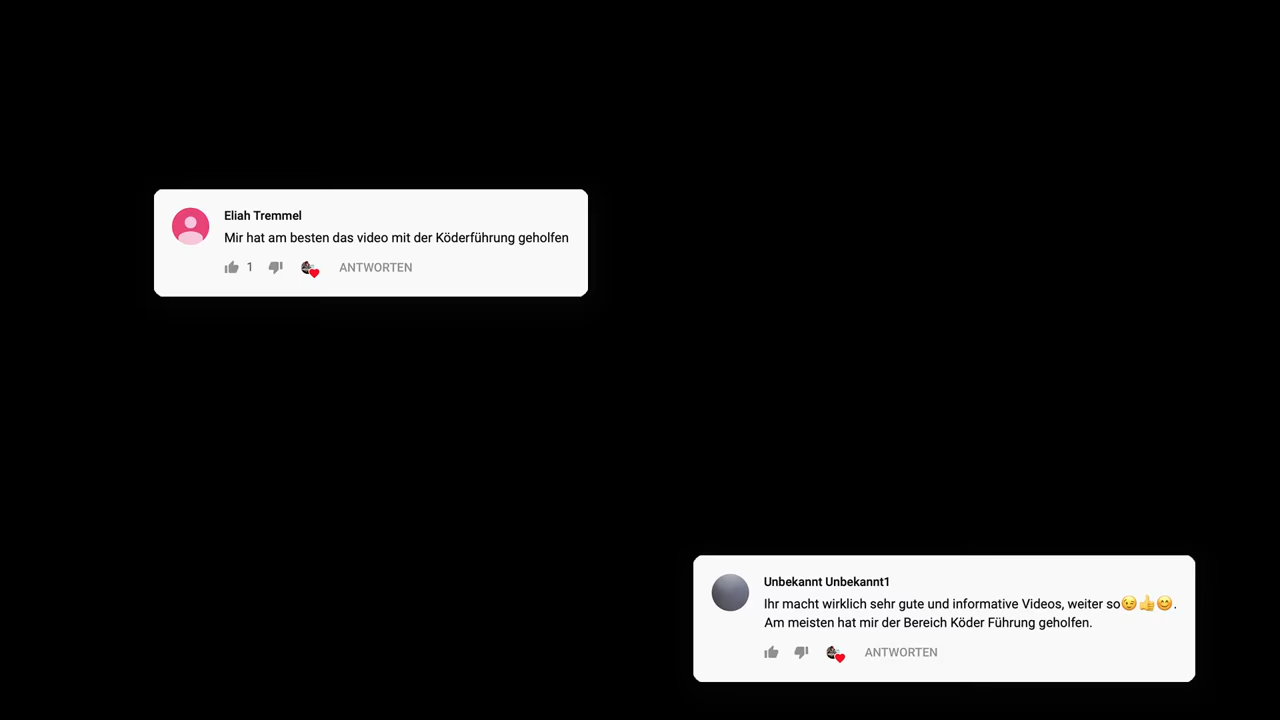 Eliah Tremmel
Mir hat am besten das video mit der Köderführung geholfen
1 ANTWORTEN
Unbekannt Unbekannt1
Ihr macht wirklich sehr gute und informative Videos, weiter so😉👍😊.
Am meisten hat mir der Bereich Köder Führung geholfen.
ANTWORTEN